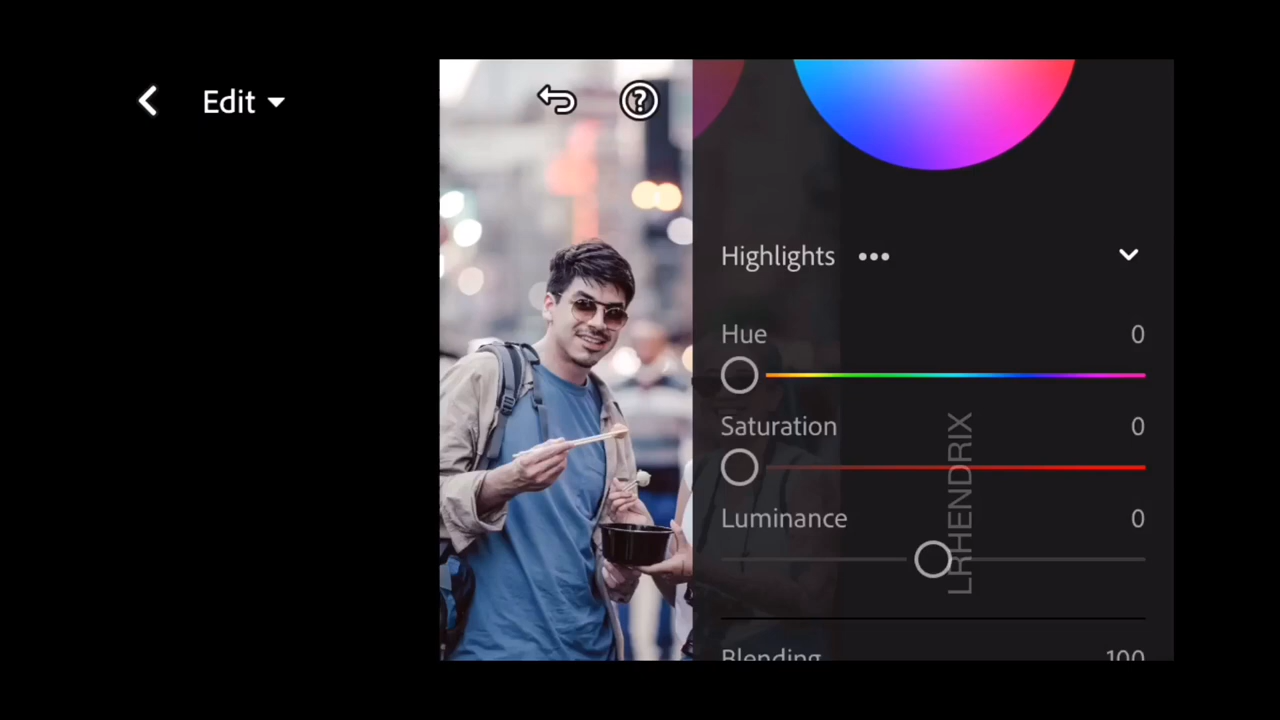 Edit
Highlights
Hue 0
Saturation 0
Luminance 0
LRHENDRIX
Blending 100